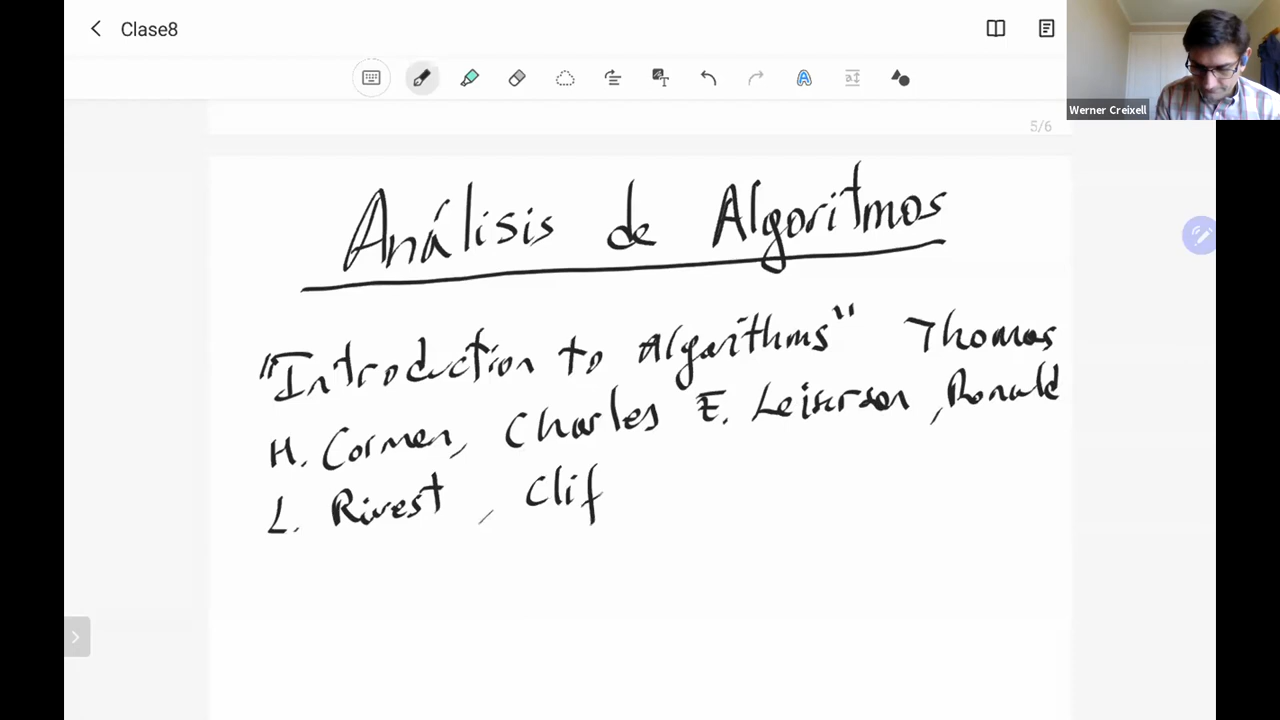 Clase8
Werner Creixell
5/6
Análisis de Algoritmos
"Introduction to Algorithms" Thomas
H. Cormen, Charles E. Leiserson, Ronald
L. Rivest, Clif